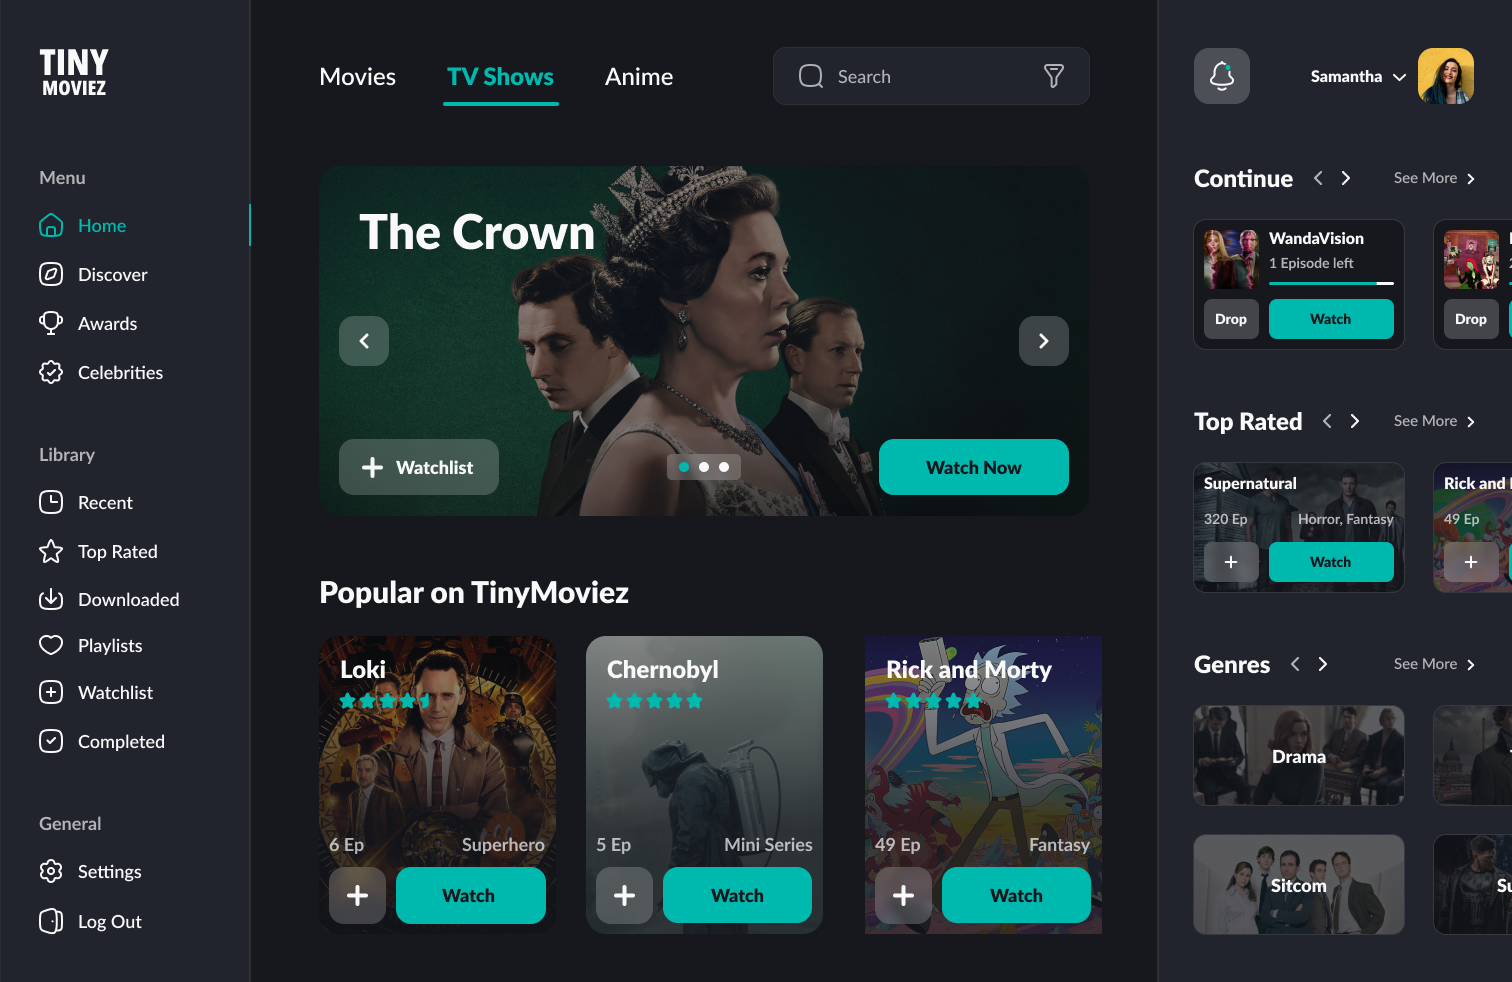 TINY
MOVIEZ
Menu
Home
Discover
Awards
Celebrities
Library
Recent
Top Rated
Downloaded
Playlists
Watchlist
Completed
General
Settings
Log Out
Movies
TV Shows
Anime
Search
The Crown
Watchlist
Watch Now
Popular on TinyMoviez
Loki
6 Ep
Superhero
Watch
Chernobyl
5 Ep
Mini Series
Watch
Rick and Morty
49 Ep
Fantasy
Watch
Samantha
Continue
See More
WandaVision
1 Episode left
Drop
Watch
Drop
Top Rated
See More
Supernatural
320 Ep
Horror, Fantasy
Watch
Rick and
49 Ep
Genres
See More
Drama
Sitcom